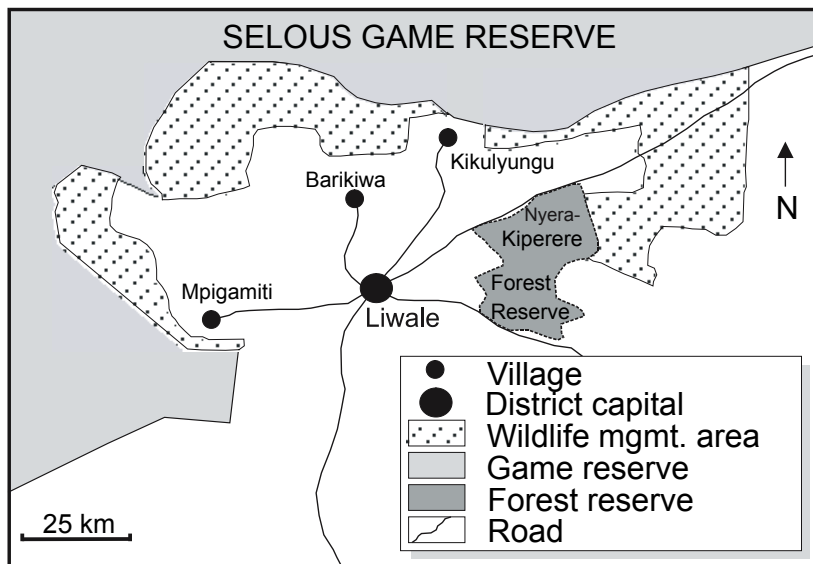 SELOUS GAME RESERVE
Kikulyungu
Barikiwa
N
Nyera-
Kiperere
Forest
Reserve
Mpigamiti
Liwale
Village
District capital
Wildlife mgmt. area
Game reserve
Forest reserve
Road
25 km